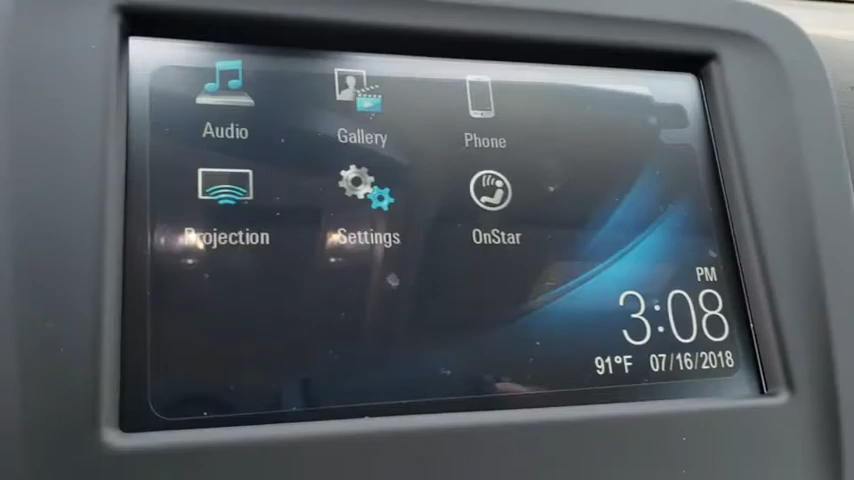 Audio
Gallery
Phone
Projection
Settings
OnStar
PM
3:08
91°F 07/16/2018